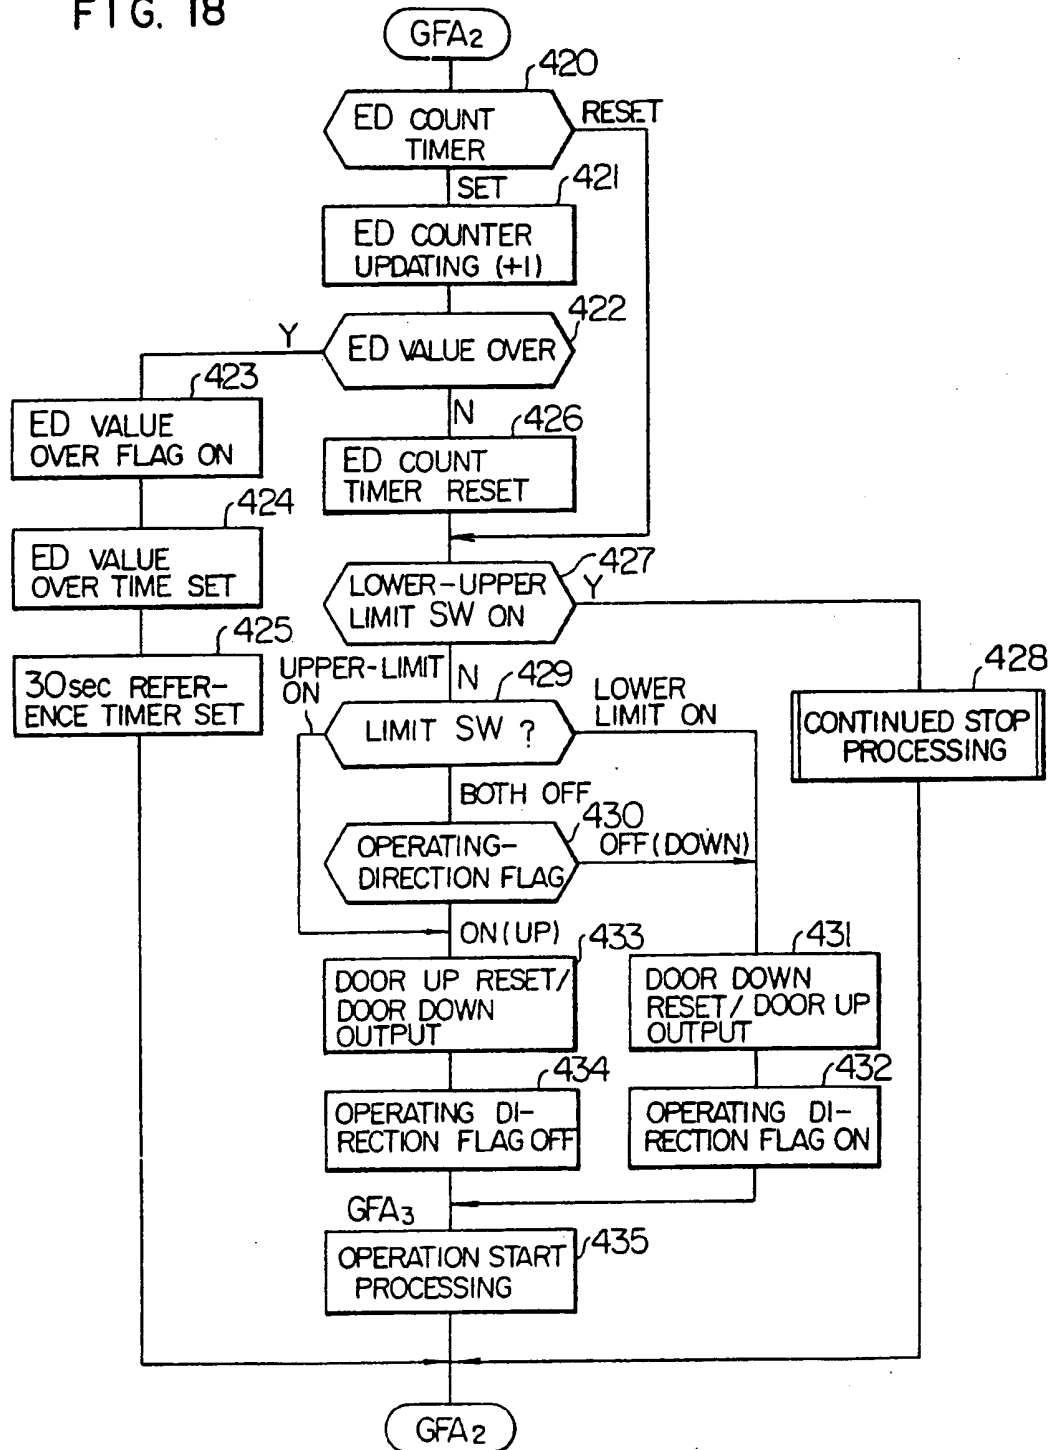 FIG. 18
GFA2
420
ED COUNT
TIMER
RESET
SET
421
ED COUNTER
UPDATING (+1)
422
Y
ED VALUE OVER
423
ED VALUE
OVER FLAG ON
N
426
ED COUNT
TIMER RESET
424
ED VALUE
OVER TIME SET
427
LOWER-UPPER
LIMIT SW ON
Y
425
30sec REFER-
ENCE TIMER SET
UPPER-LIMIT
ON
N
429
LIMIT SW ?
LOWER
LIMIT ON
428
CONTINUED STOP
PROCESSING
BOTH OFF
430
OPERATING-
DIRECTION FLAG
OFF(DOWN)
ON(UP)
433
DOOR UP RESET/
DOOR DOWN
OUTPUT
431
DOOR DOWN
RESET/DOOR UP
OUTPUT
434
OPERATING DI-
RECTION FLAG OFF
432
OPERATING DI-
RECTION FLAG ON
GFA3
435
OPERATION START
PROCESSING
GFA2